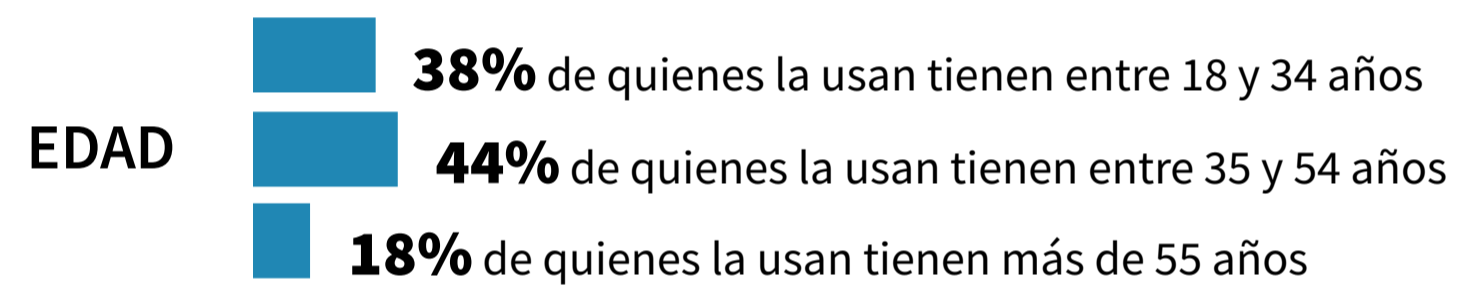 38% de quienes la usan tienen entre 18 y 34 años
EDAD
44% de quienes la usan tienen entre 35 y 54 años
18% de quienes la usan tienen más de 55 años